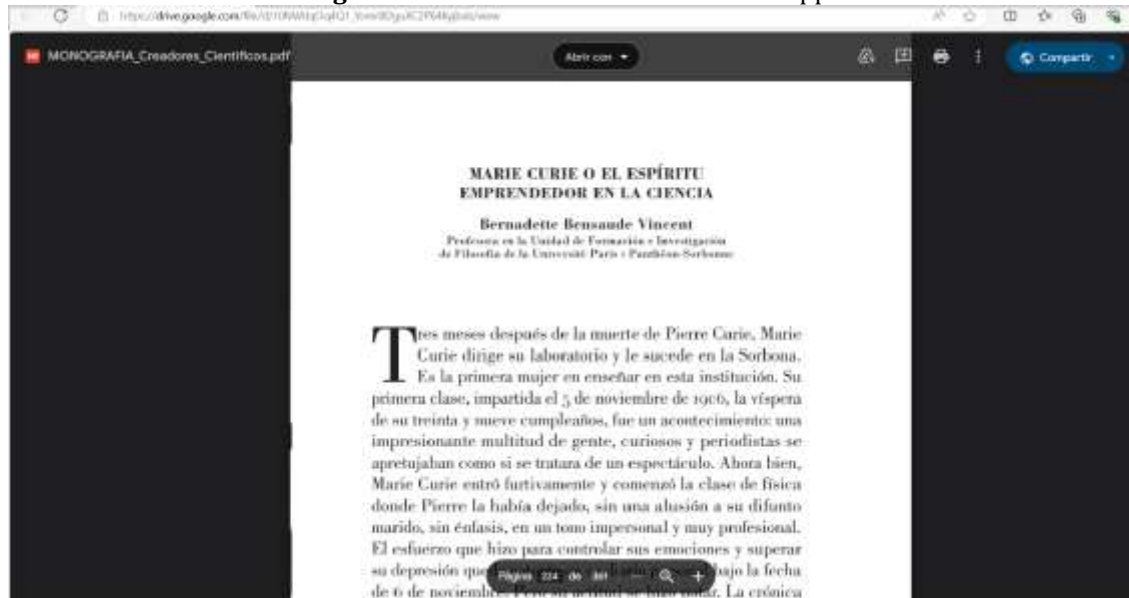 https://drive.google.com/file/d/
MONOGRAFIA_Creadores_Cientificos.pdf
Abrir con
Compartir
MARIE CURIE O EL ESPÍRITU
EMPRENDEDOR EN LA CIENCIA
Bernadette Bensaude Vincent
Profesora en la Unidad de Formación e Investigación
de Filosofía de la Université Paris 1 Panthéon-Sorbonne
Tres meses después de la muerte de Pierre Curie, Marie
Curie dirige su laboratorio y le sucede en la Sorbona.
Es la primera mujer en enseñar en esta institución. Su
primera clase, impartida el 5 de noviembre de 1906, la víspera
de su treinta y nueve cumpleaños, fue un acontecimiento: una
impresionante multitud de gente, curiosos y periodistas se
apretujaban como si se tratara de un espectáculo. Ahora bien,
Marie Curie entró furtivamente y comenzó la clase de física
donde Pierre la había dejado, sin una alusión a su difunto
marido, sin énfasis, en un tono impersonal y muy profesional.
El esfuerzo que hizo para controlar sus emociones y superar
su depresión que bajo la fecha
de 6 de noviembre. La crónica
Página 224 de 361